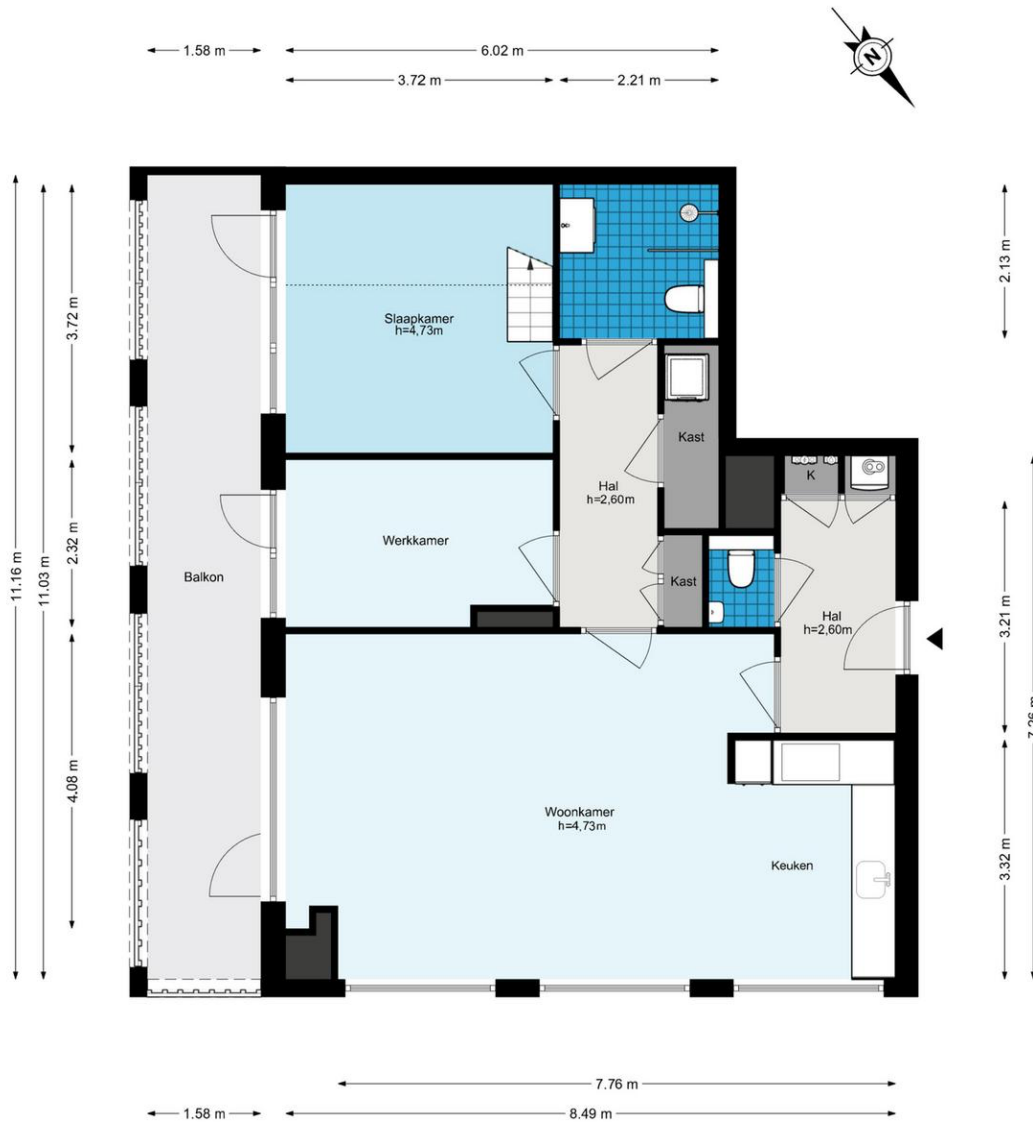 1.58 m
6.02 m
3.72 m
2.21 m
N
11.16 m
11.03 m
3.72 m
2.32 m
4.08 m
2.13 m
3.21 m
7.26 m
3.32 m
Slaapkamer
h=4,73m
Kast
Hal
h=2,60m
K
Werkkamer
Balkon
Kast
Hal
h=2,60m
Woonkamer
h=4,73m
Keuken
7.76 m
1.58 m
8.49 m